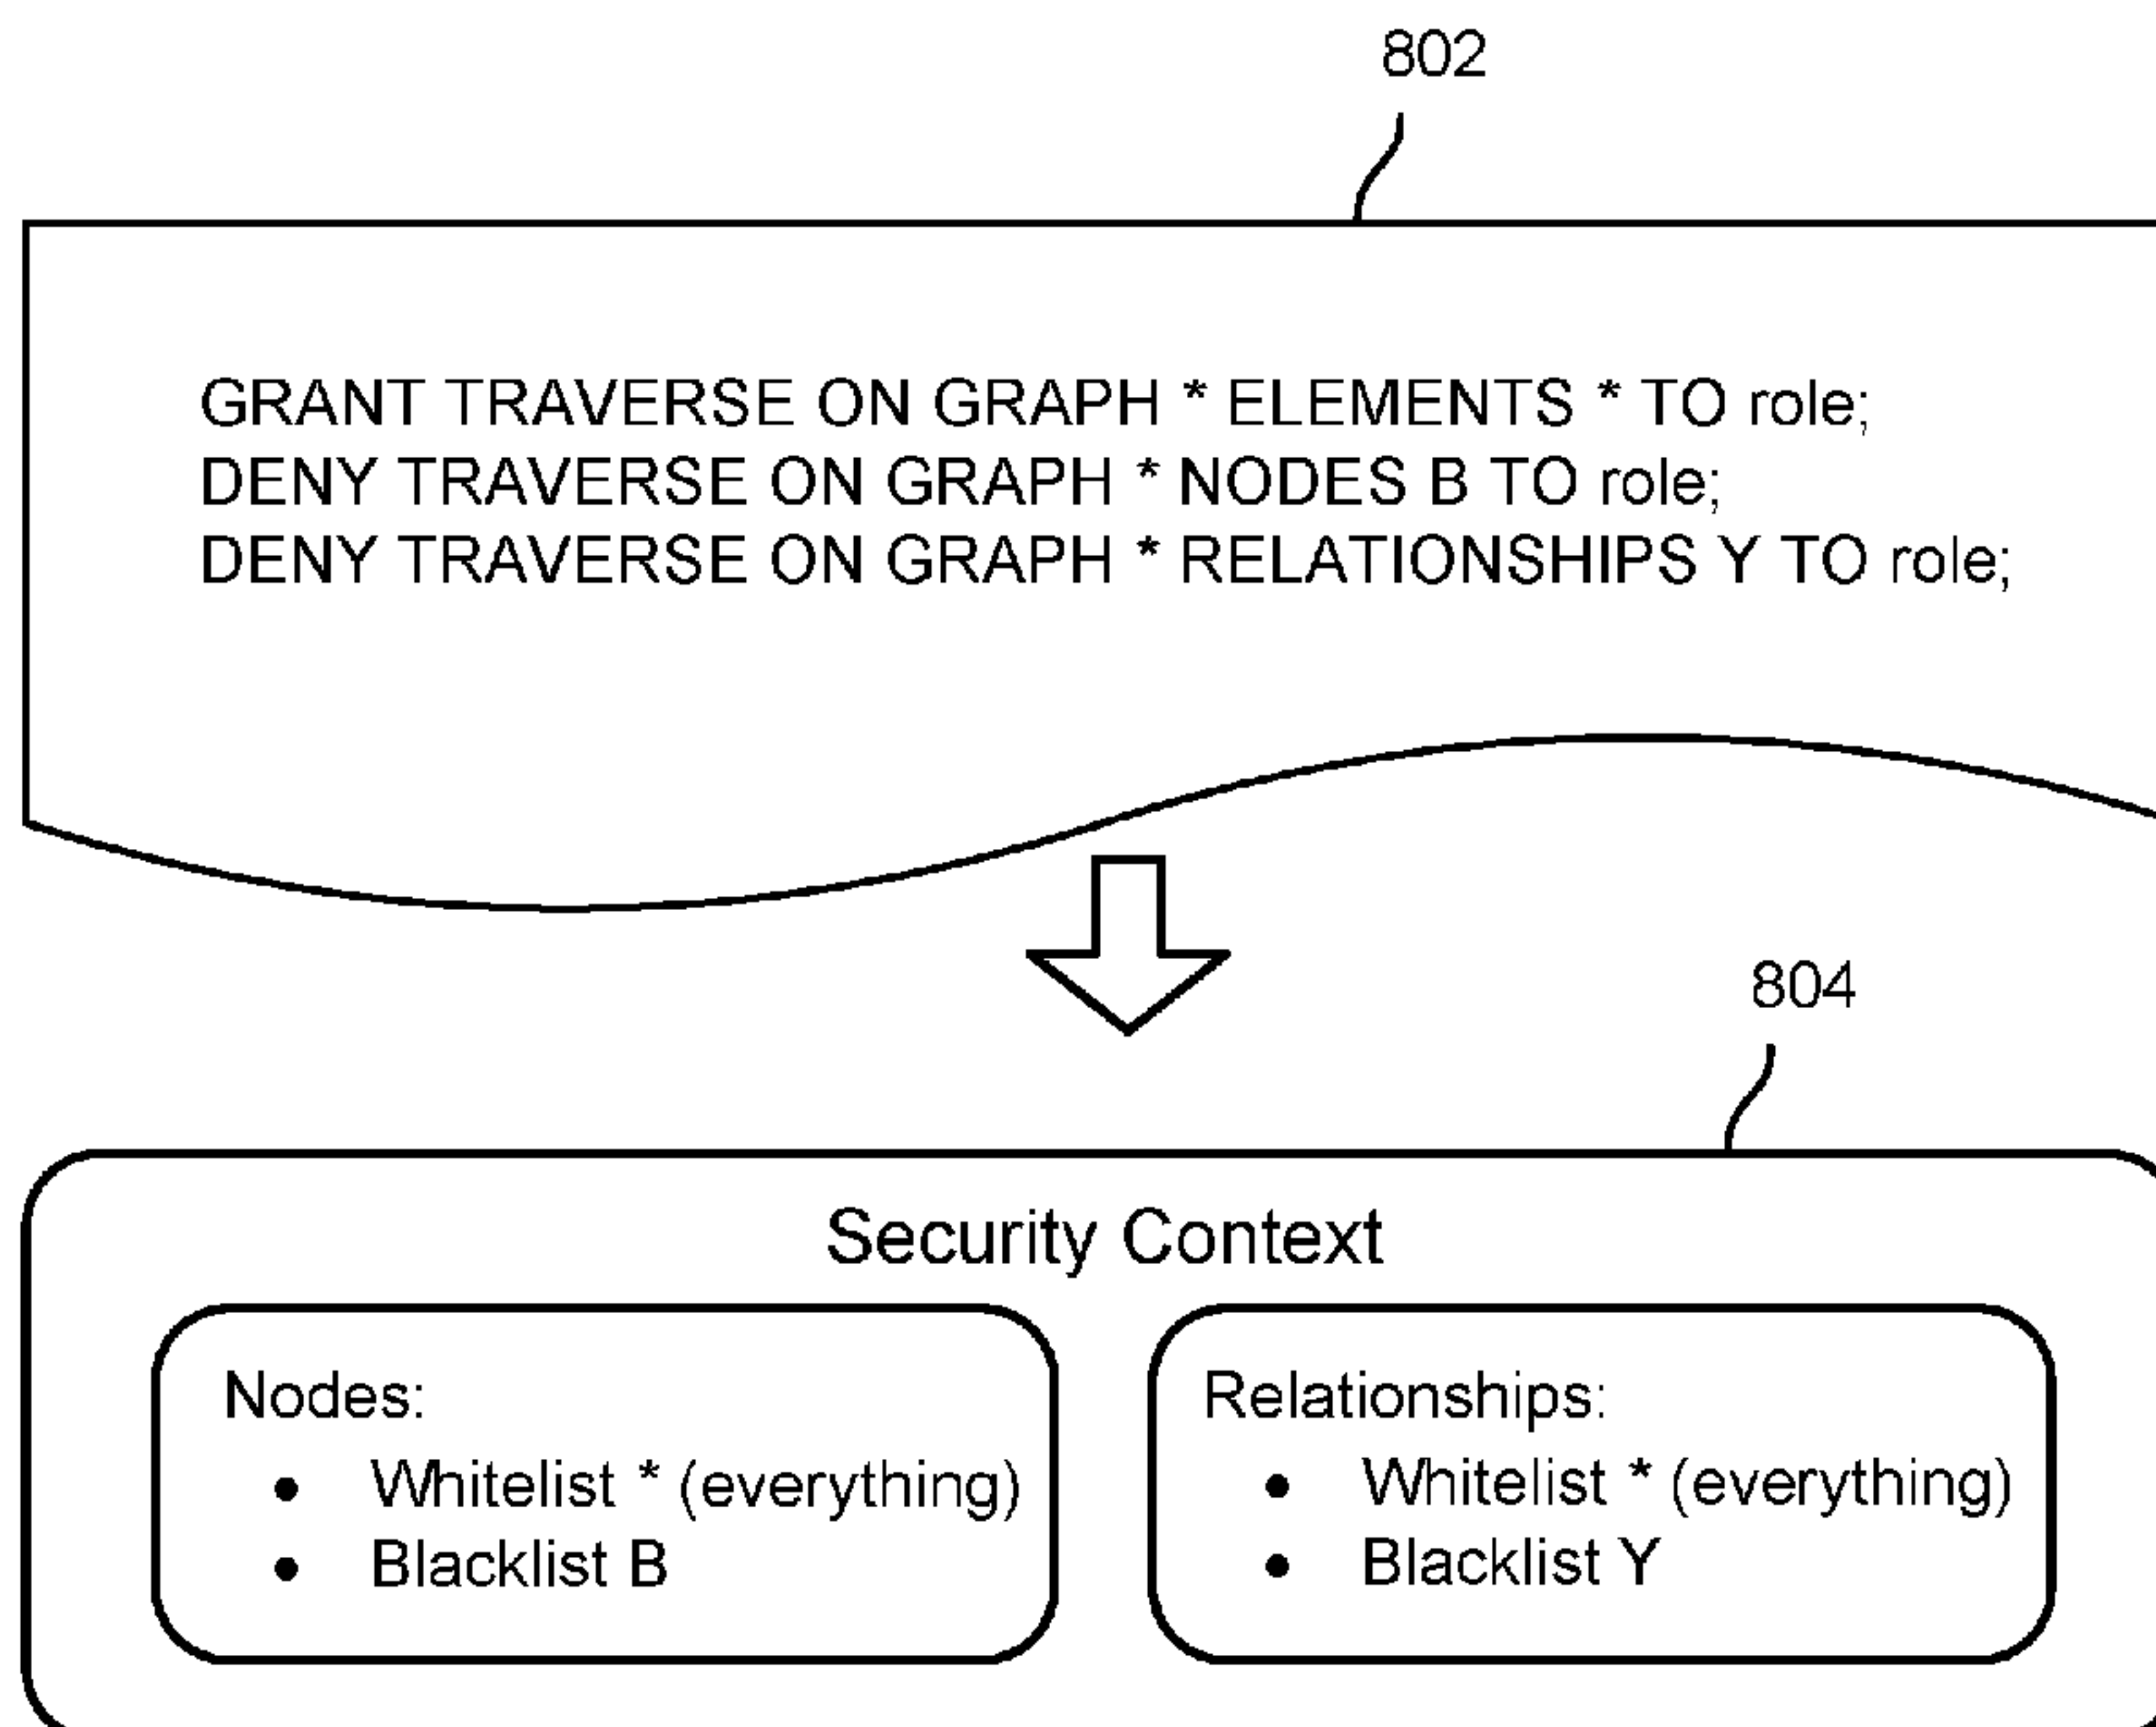 802
GRANT TRAVERSE ON GRAPH * ELEMENTS * TO role;
DENY TRAVERSE ON GRAPH * NODES B TO role;
DENY TRAVERSE ON GRAPH * RELATIONSHIPS Y TO role;
804
Security Context
Nodes:
• Whitelist * (everything)
• Blacklist B
Relationships:
• Whitelist * (everything)
• Blacklist Y